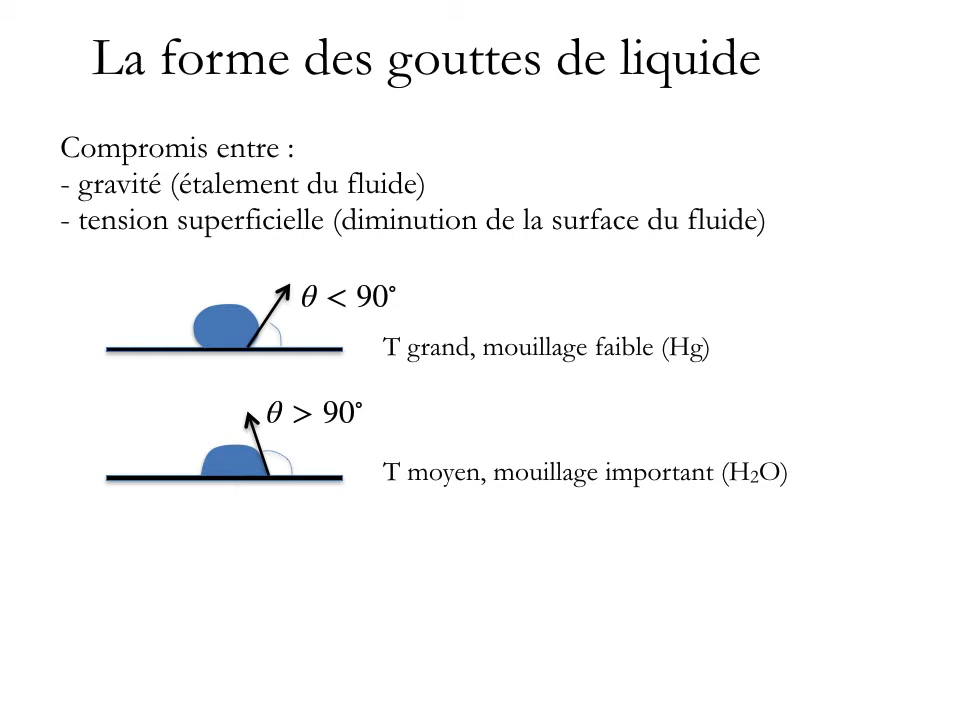 La forme des gouttes de liquide
Compromis entre :
- gravité (étalement du fluide)
- tension superficielle (diminution de la surface du fluide)
θ < 90°
T grand, mouillage faible (Hg)
θ > 90°
T moyen, mouillage important (H₂O)